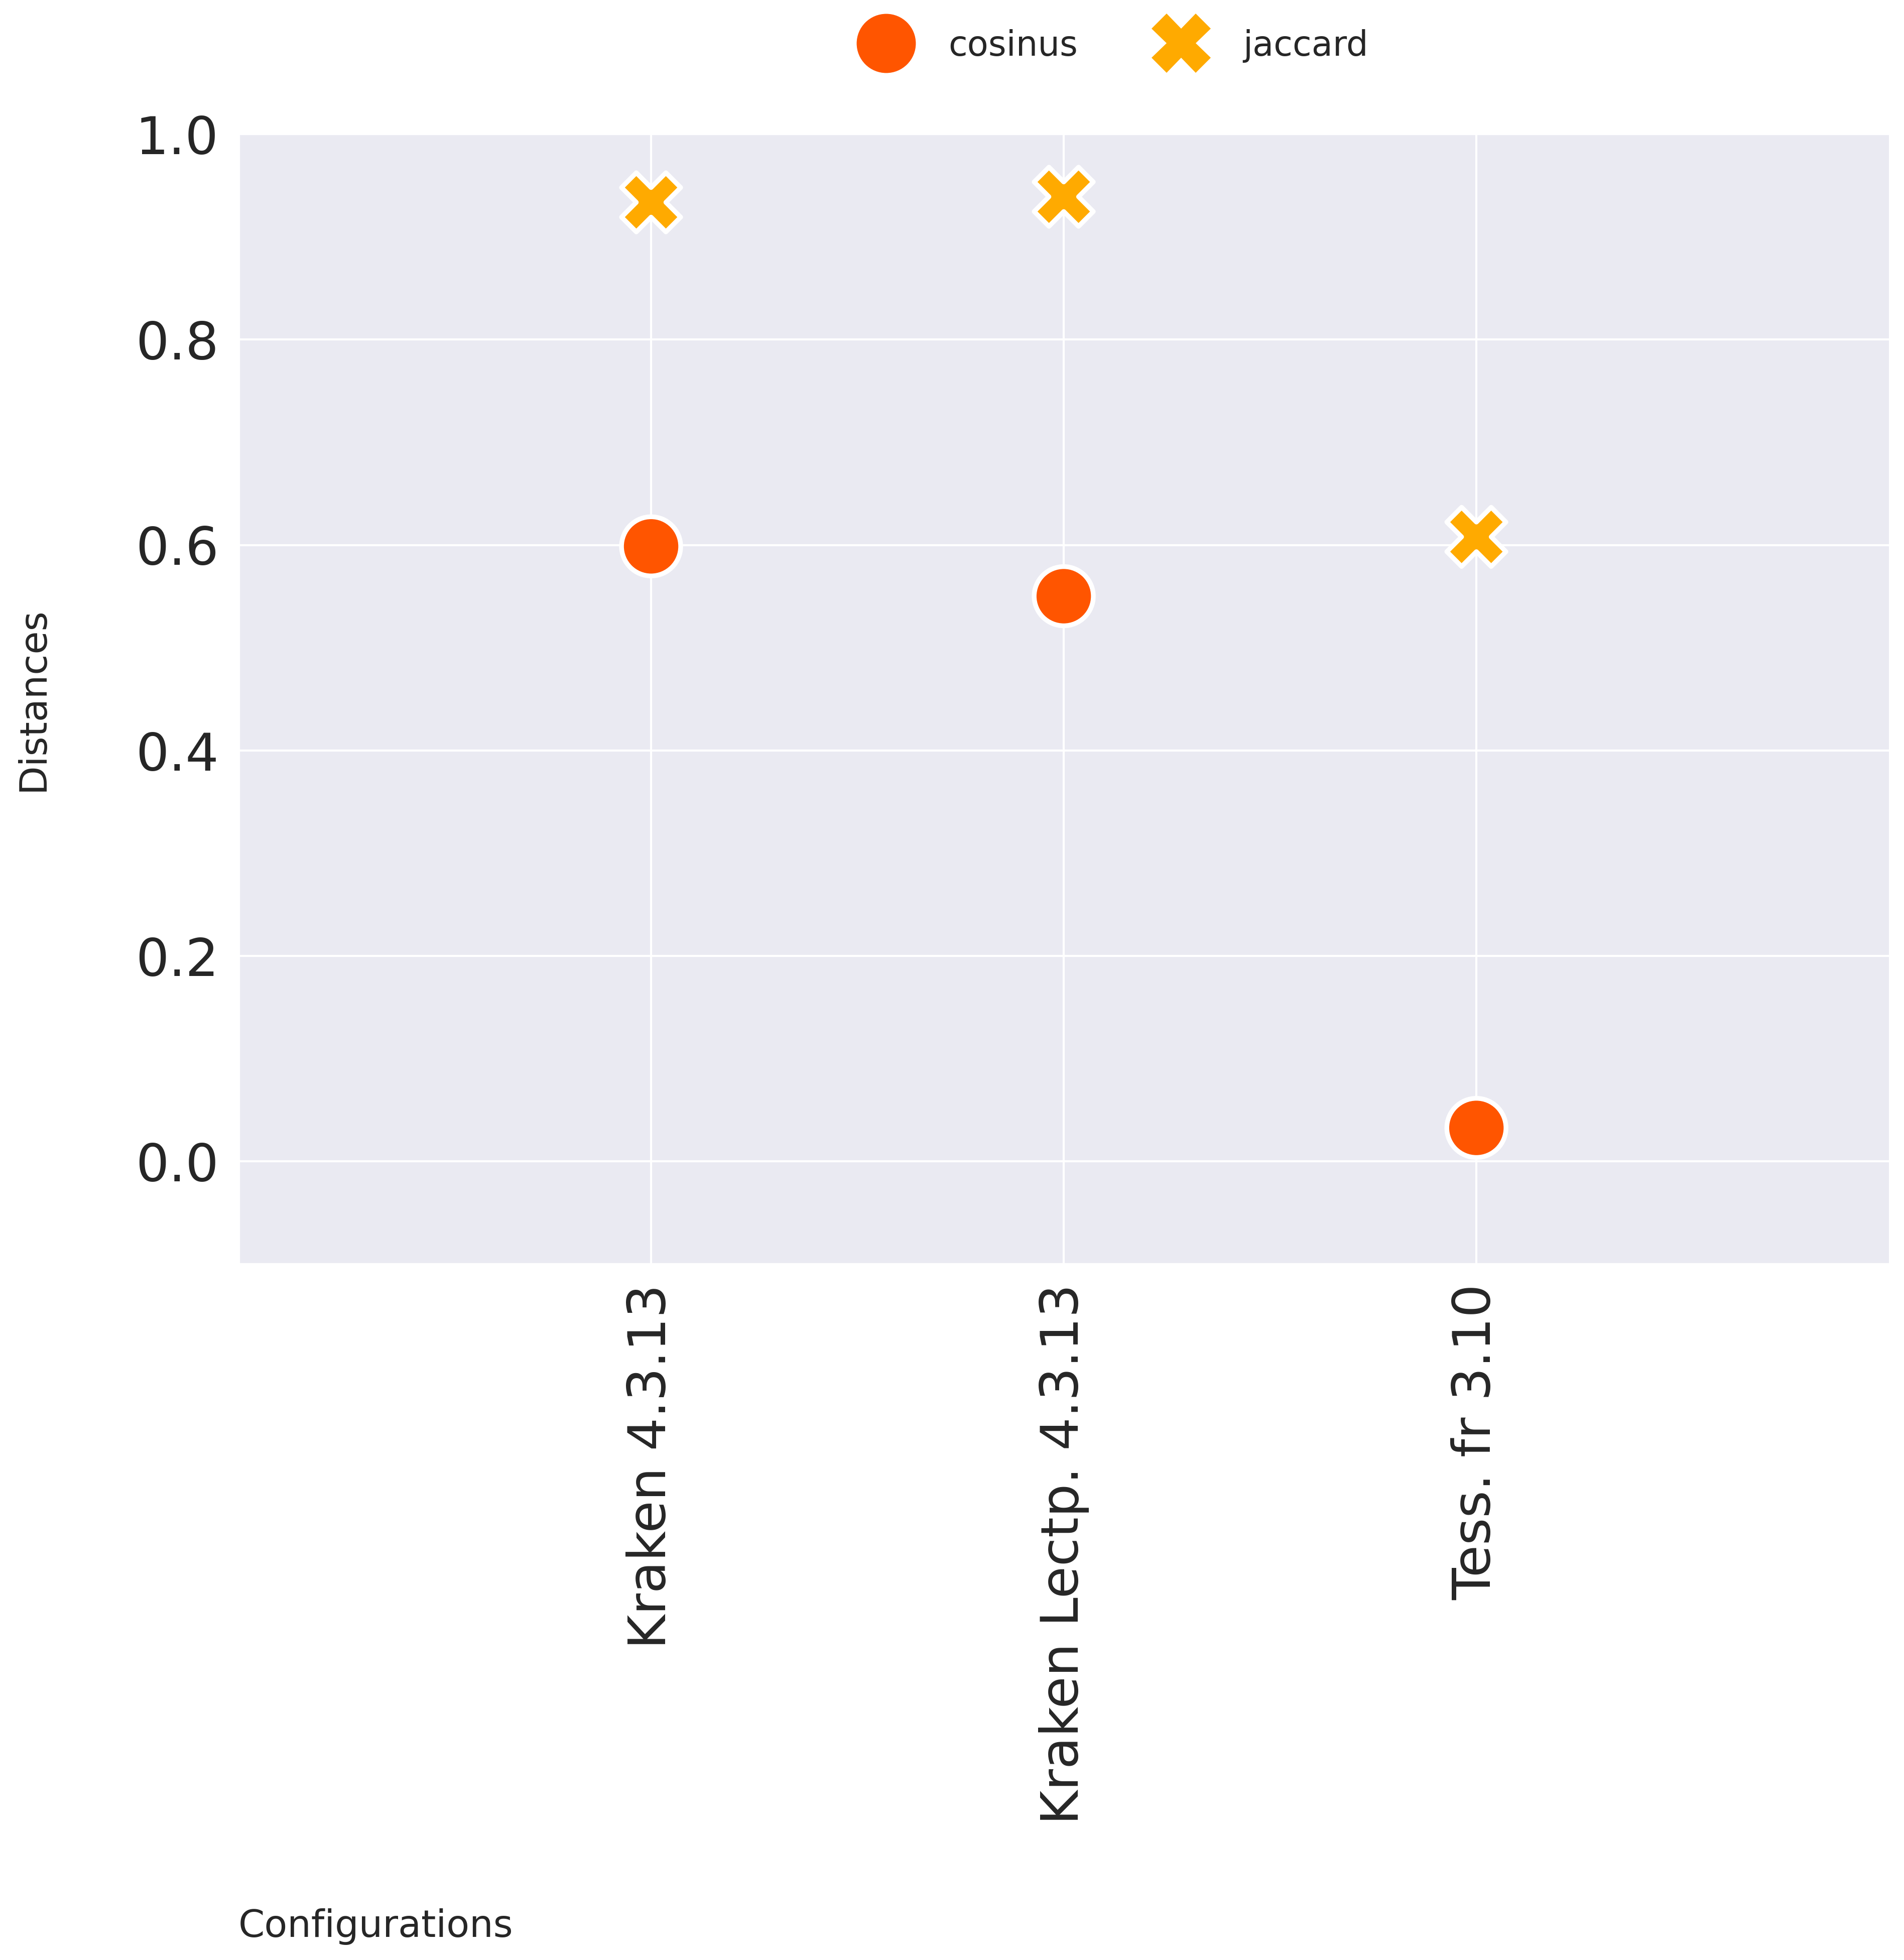 cosinus jaccard
1.0
0.8
0.6
0.4
0.2
0.0
Distances
Kraken 4.3.13
Kraken Lectp. 4.3.13
Tess. fr 3.10
Configurations